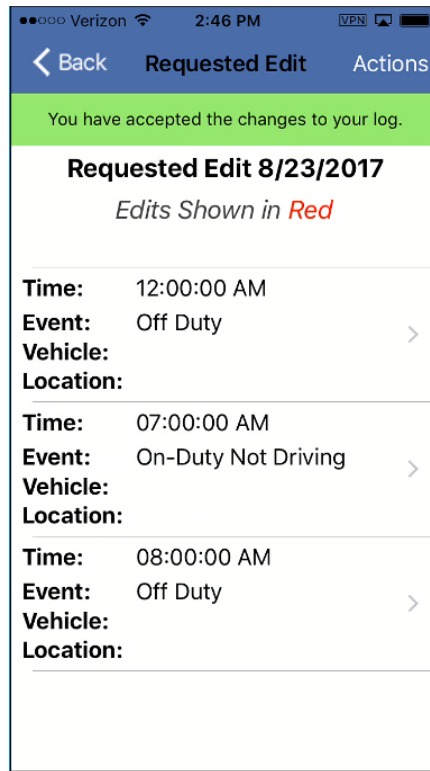 Verizon 2:46 PM VPN
Back Requested Edit Actions
You have accepted the changes to your log.
Requested Edit 8/23/2017
Edits Shown in Red
Time: 12:00:00 AM
Event: Off Duty
Vehicle:
Location:
Time: 07:00:00 AM
Event: On-Duty Not Driving
Vehicle:
Location:
Time: 08:00:00 AM
Event: Off Duty
Vehicle:
Location: